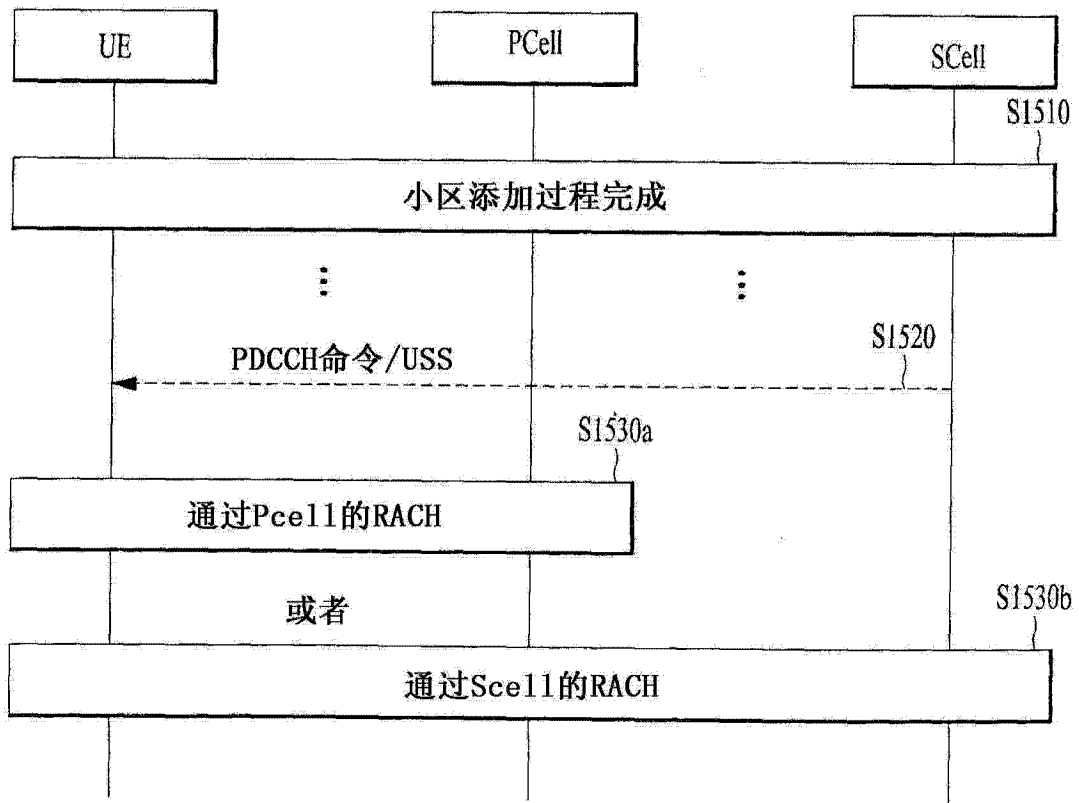 UE
PCell
SCell
S1510
小区添加过程完成
S1520
PDCCH命令/USS
S1530a
通过Pcell的RACH
或者
S1530b
通过Scell的RACH